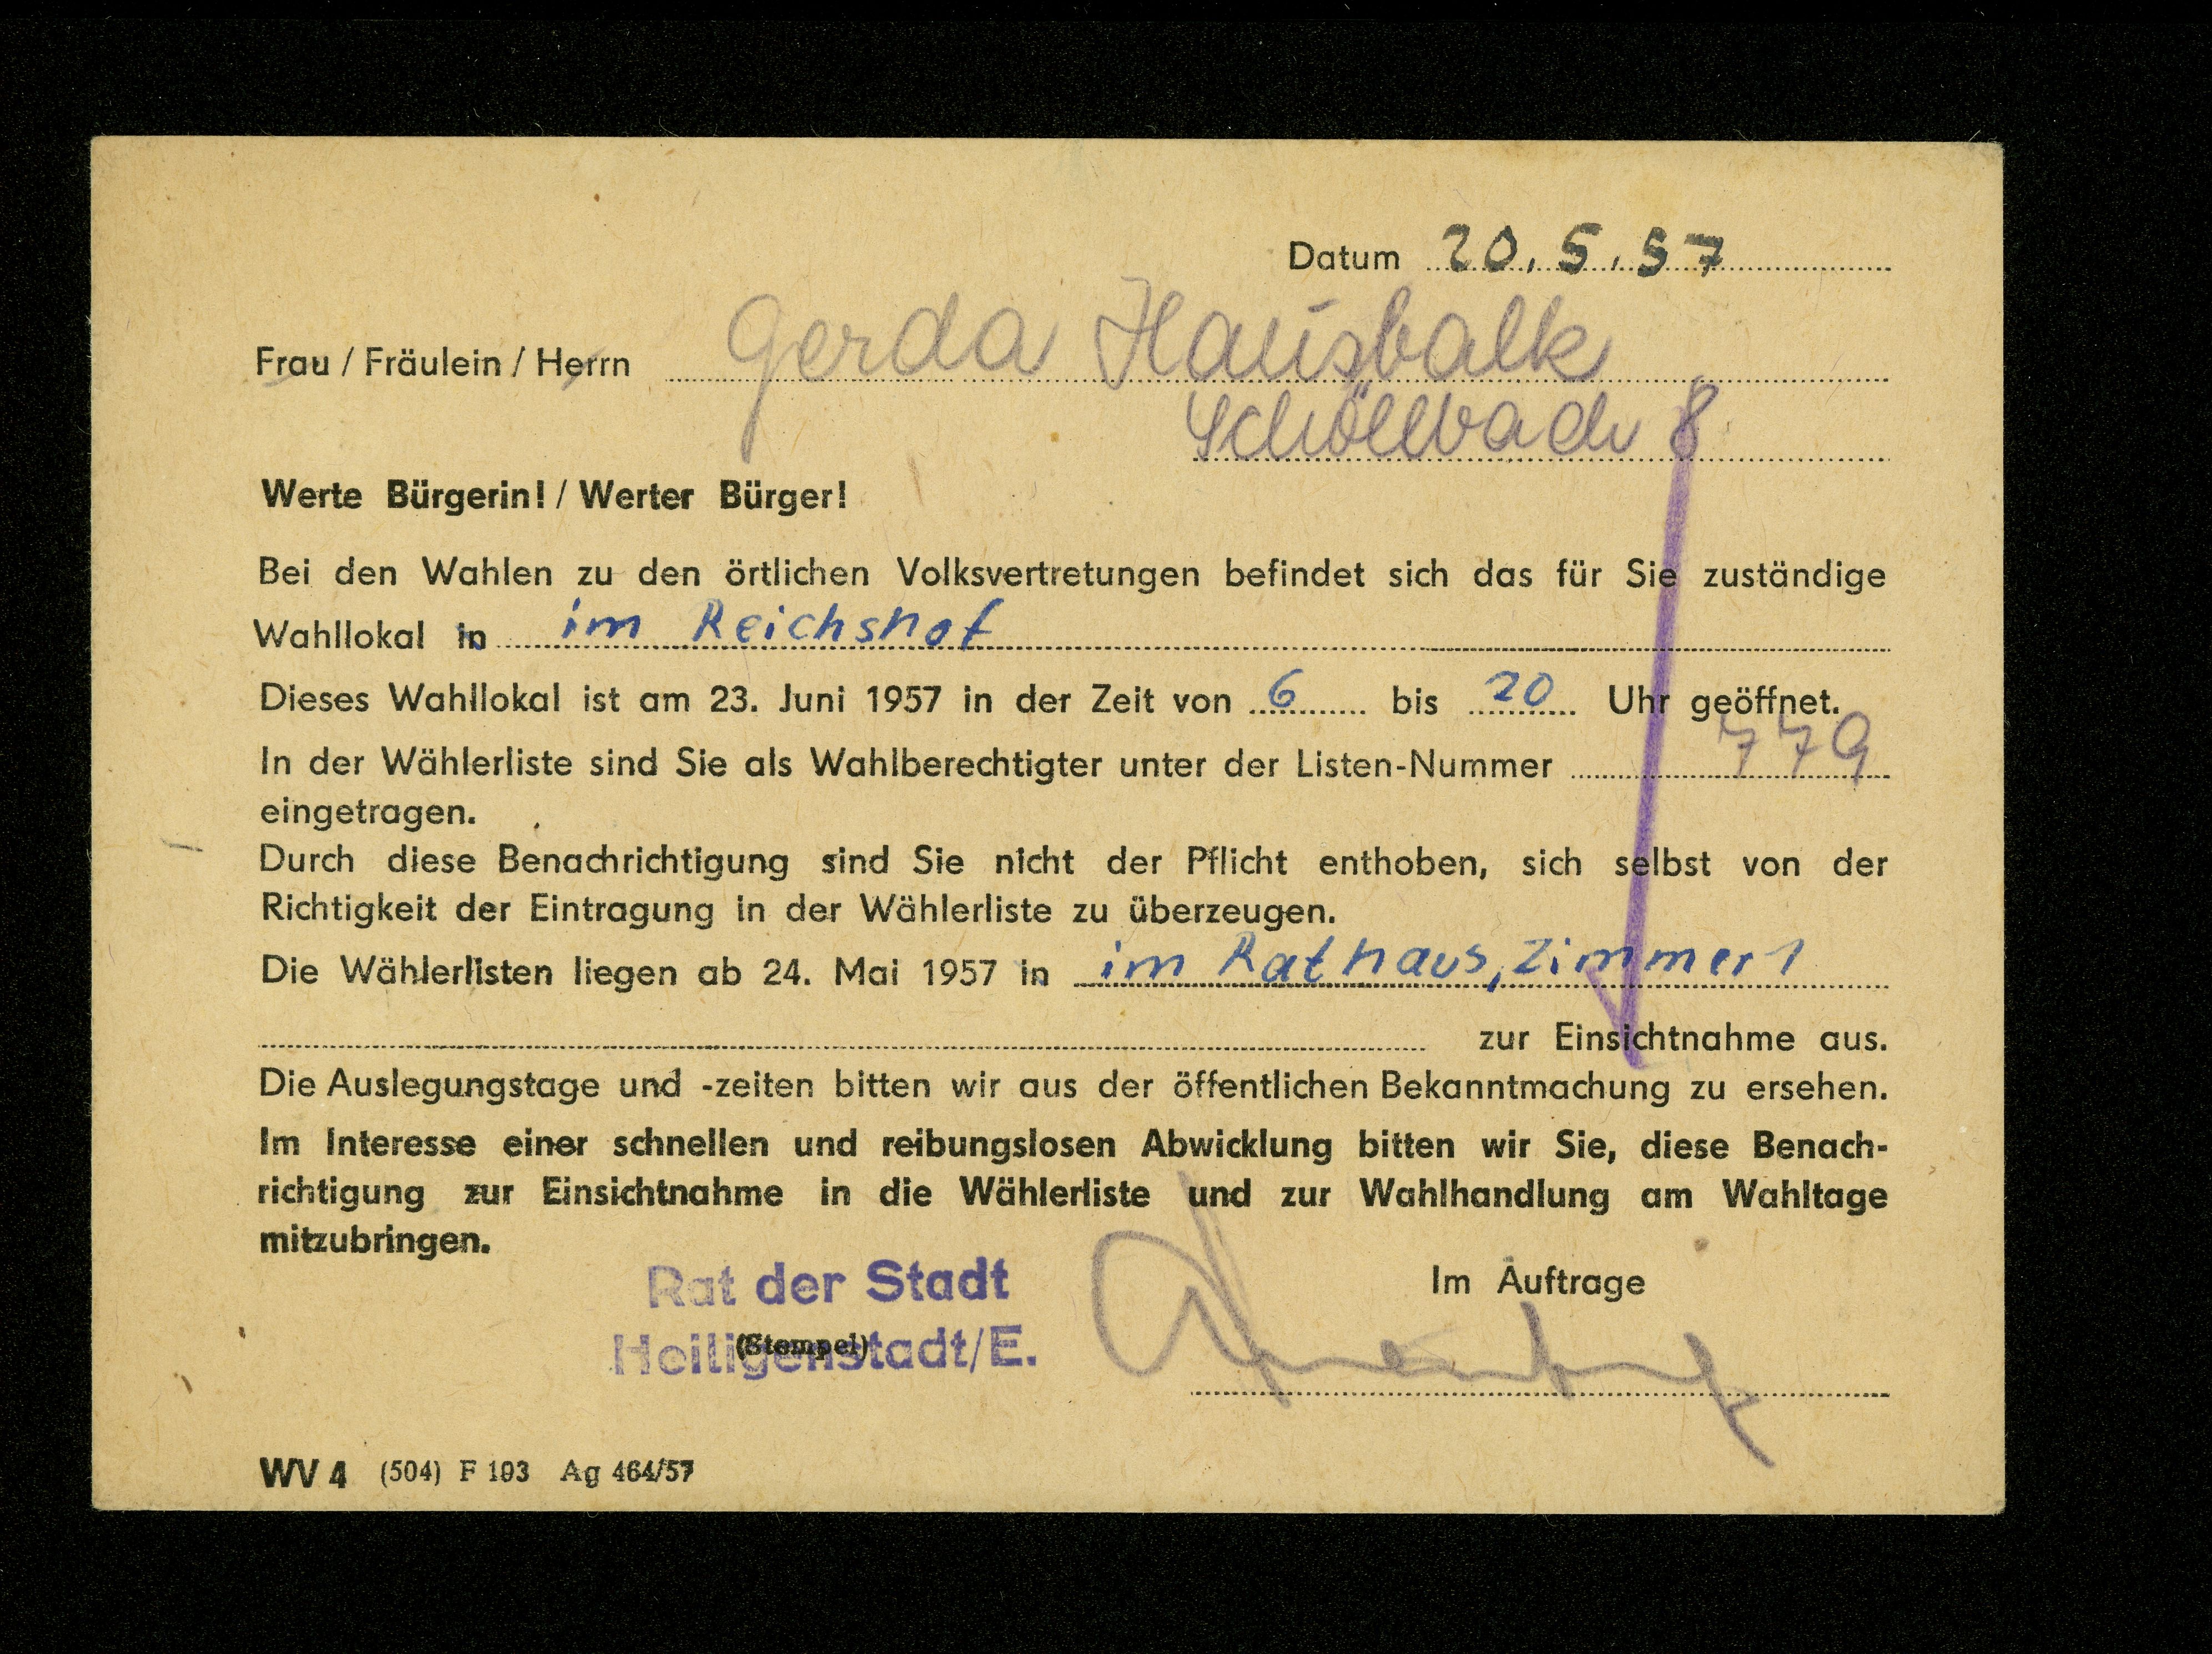 Datum 20.5.57
Frau / Fräulein / Herrn Gerda Hausbalk
Schöllbach 8
Werte Bürgerin! / Werter Bürger!
Bei den Wahlen zu den örtlichen Volksvertretungen befindet sich das für Sie zuständige
Wahllokal in im Reichshof
Dieses Wahllokal ist am 23. Juni 1957 in der Zeit von 6 bis 20 Uhr geöffnet.
In der Wählerliste sind Sie als Wahlberechtigter unter der Listen-Nummer 779
eingetragen.
Durch diese Benachrichtigung sind Sie nicht der Pflicht enthoben, sich selbst von der
Richtigkeit der Eintragung in der Wählerliste zu überzeugen.
Die Wählerlisten liegen ab 24. Mai 1957 in im Rathaus, Zimmer 1
zur Einsichtnahme aus.
Die Auslegungstage und -zeiten bitten wir aus der öffentlichen Bekanntmachung zu ersehen.
Im Interesse einer schnellen und reibungslosen Abwicklung bitten wir Sie, diese Benach-
richtigung zur Einsichtnahme in die Wählerliste und zur Wahlhandlung am Wahltage
mitzubringen.
Rat der Stadt
Heiligenstadt/E.
(Stempel)
Im Auftrage
WV 4 (504) F 193 Ag 464/57